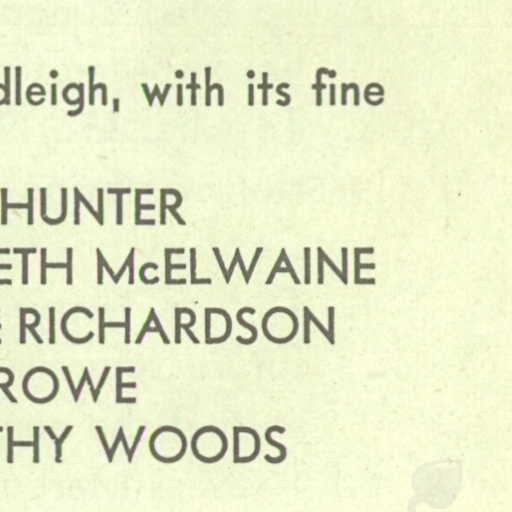 dleigh, with its fine
HUNTER
ETH McELWAINE
RICHARDSON
ROWE
THY WOODS